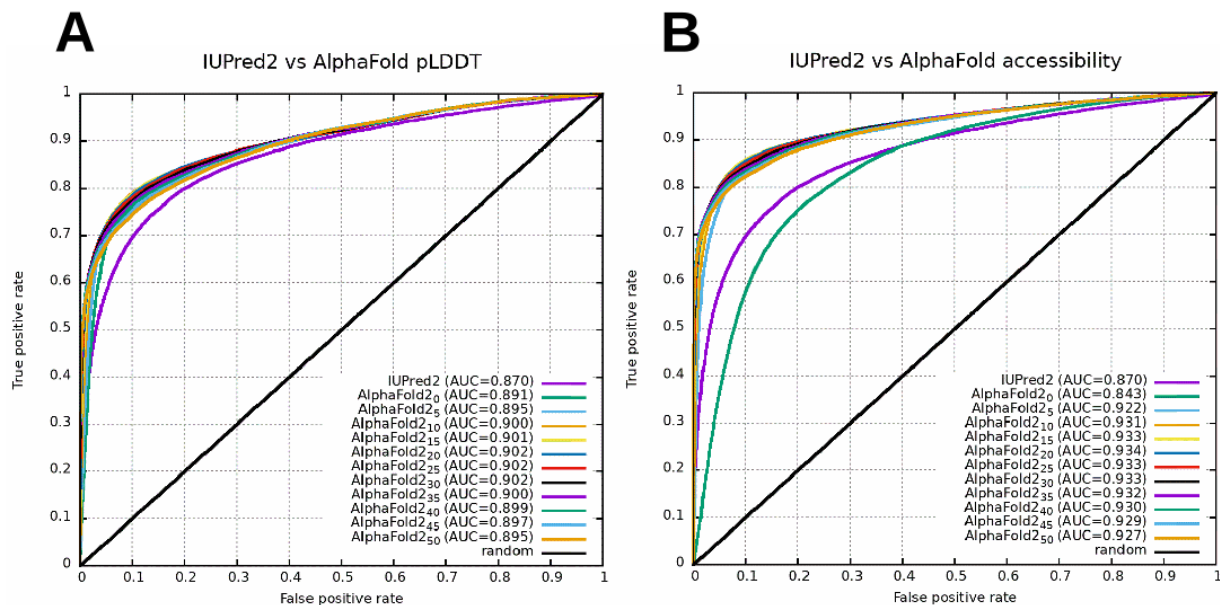 A
IUPred2 vs AlphaFold pLDDT
True positive rate
1
0.9
0.8
0.7
0.6
0.5
0.4
0.3
0.2
0.1
0
IUPred2 (AUC=0.870)
AlphaFold2₀ (AUC=0.891)
AlphaFold2₅ (AUC=0.895)
AlphaFold2₁₀ (AUC=0.900)
AlphaFold2₁₅ (AUC=0.901)
AlphaFold2₂₀ (AUC=0.902)
AlphaFold2₂₅ (AUC=0.902)
AlphaFold2₃₀ (AUC=0.902)
AlphaFold2₃₅ (AUC=0.900)
AlphaFold2₄₀ (AUC=0.899)
AlphaFold2₄₅ (AUC=0.897)
AlphaFold2₅₀ (AUC=0.895)
random
0 0.1 0.2 0.3 0.4 0.5 0.6 0.7 0.8 0.9 1
False positive rate
B
IUPred2 vs AlphaFold accessibility
True positive rate
1
0.9
0.8
0.7
0.6
0.5
0.4
0.3
0.2
0.1
0
IUPred2 (AUC=0.870)
AlphaFold2₀ (AUC=0.843)
AlphaFold2₅ (AUC=0.922)
AlphaFold2₁₀ (AUC=0.931)
AlphaFold2₁₅ (AUC=0.933)
AlphaFold2₂₀ (AUC=0.934)
AlphaFold2₂₅ (AUC=0.933)
AlphaFold2₃₀ (AUC=0.933)
AlphaFold2₃₅ (AUC=0.932)
AlphaFold2₄₀ (AUC=0.930)
AlphaFold2₄₅ (AUC=0.929)
AlphaFold2₅₀ (AUC=0.927)
random
0 0.1 0.2 0.3 0.4 0.5 0.6 0.7 0.8 0.9 1
False positive rate